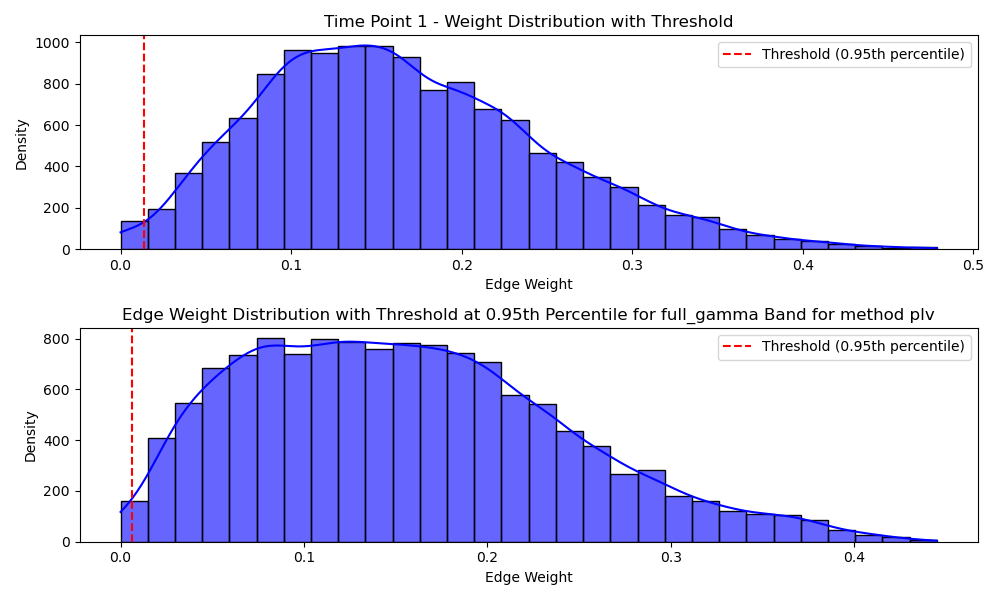 Time Point 1 - Weight Distribution with Threshold
1000
800
600
400
200
0
Density
Threshold (0.95th percentile)
0.0 0.1 0.2 0.3 0.4 0.5
Edge Weight
Edge Weight Distribution with Threshold at 0.95th Percentile for full_gamma Band for method plv
800
600
400
200
0
Density
Threshold (0.95th percentile)
0.0 0.1 0.2 0.3 0.4
Edge Weight